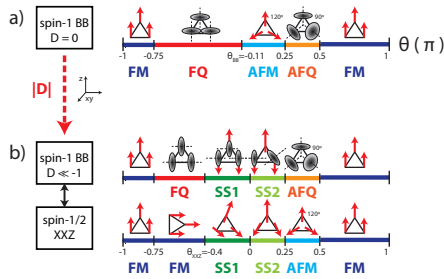 a)
spin-1 BB
D = 0
120°
90°
-1
-0.75
θBB=-0.11
0.25
0.5
1
θ(π)
FM
FQ
AFM
AFQ
FM
|D|
z
xy
b)
spin-1 BB
D ≪ -1
90°
FQ
SS1
SS2
AFQ
spin-1/2
XXZ
120°
-1
-0.75
θXXZ=-0.4
0
0.25
0.5
1
FM
FM
SS1
SS2
AFM
FM